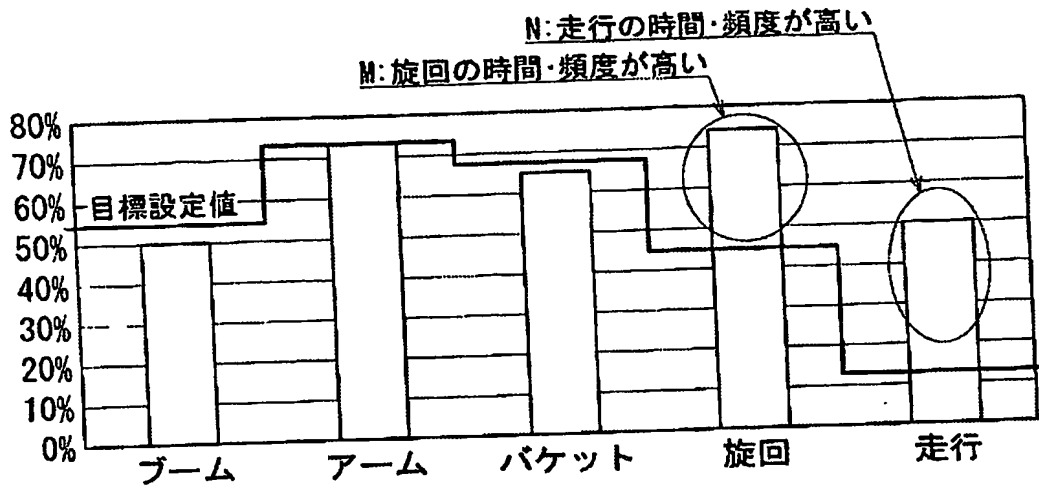 N:走行の時間・頻度が高い
M:旋回の時間・頻度が高い
80%
70%
60%
50%
40%
30%
20%
10%
0%
目標設定値
ブーム
アーム
バケット
旋回
走行